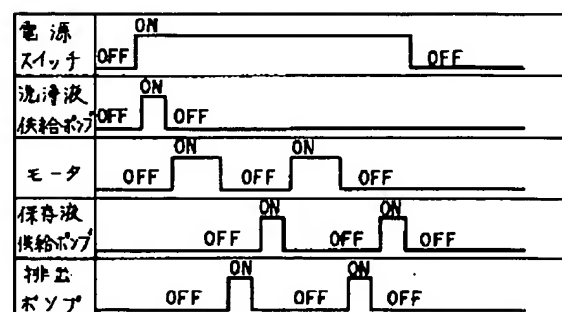 電源
スイッチ
OFF ON OFF
洗浄液
供給ポンプ
OFF ON OFF
モータ
OFF ON OFF ON OFF
保存液
供給ポンプ
OFF ON OFF ON OFF
排出
ポンプ
OFF ON OFF ON OFF